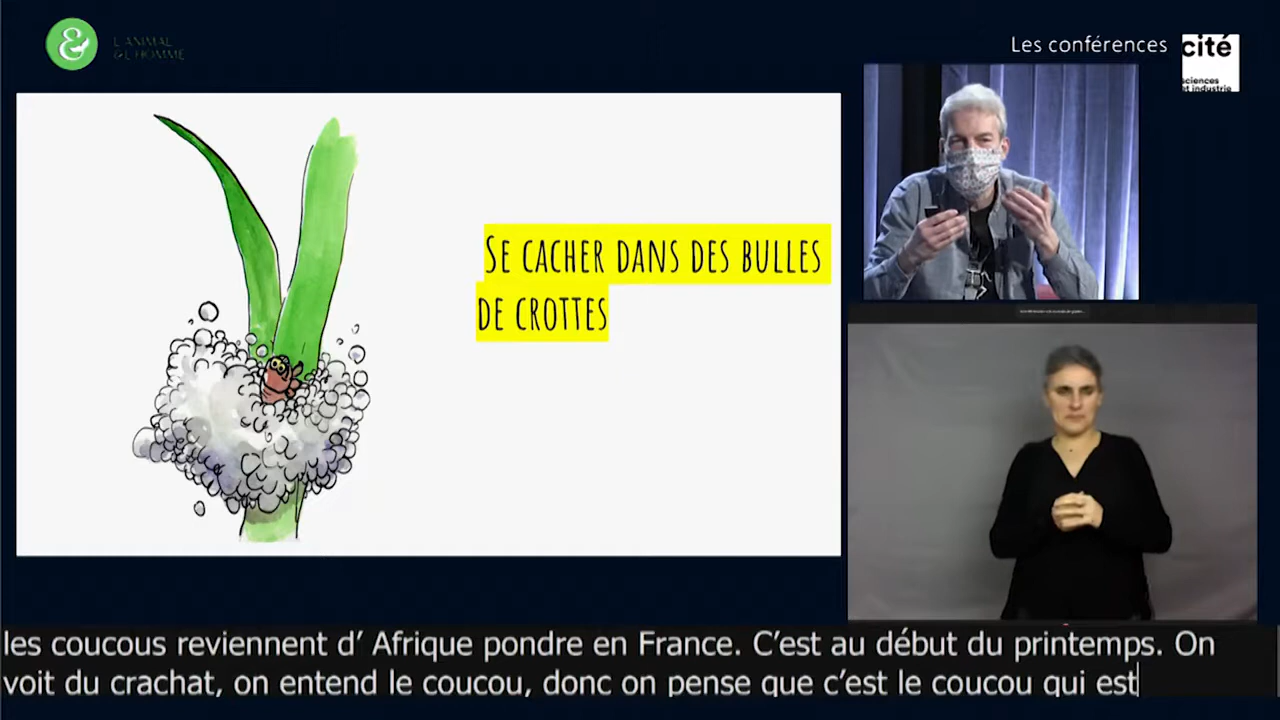 &
L'ANIMAL
& L'HOMME
Les conférences
cité
sciences
et industrie
SE CACHER DANS DES BULLES
DE CROTTES
les coucous reviennent d' Afrique pondre en France. C'est au début du printemps. On
voit du crachat, on entend le coucou, donc on pense que c'est le coucou qui est